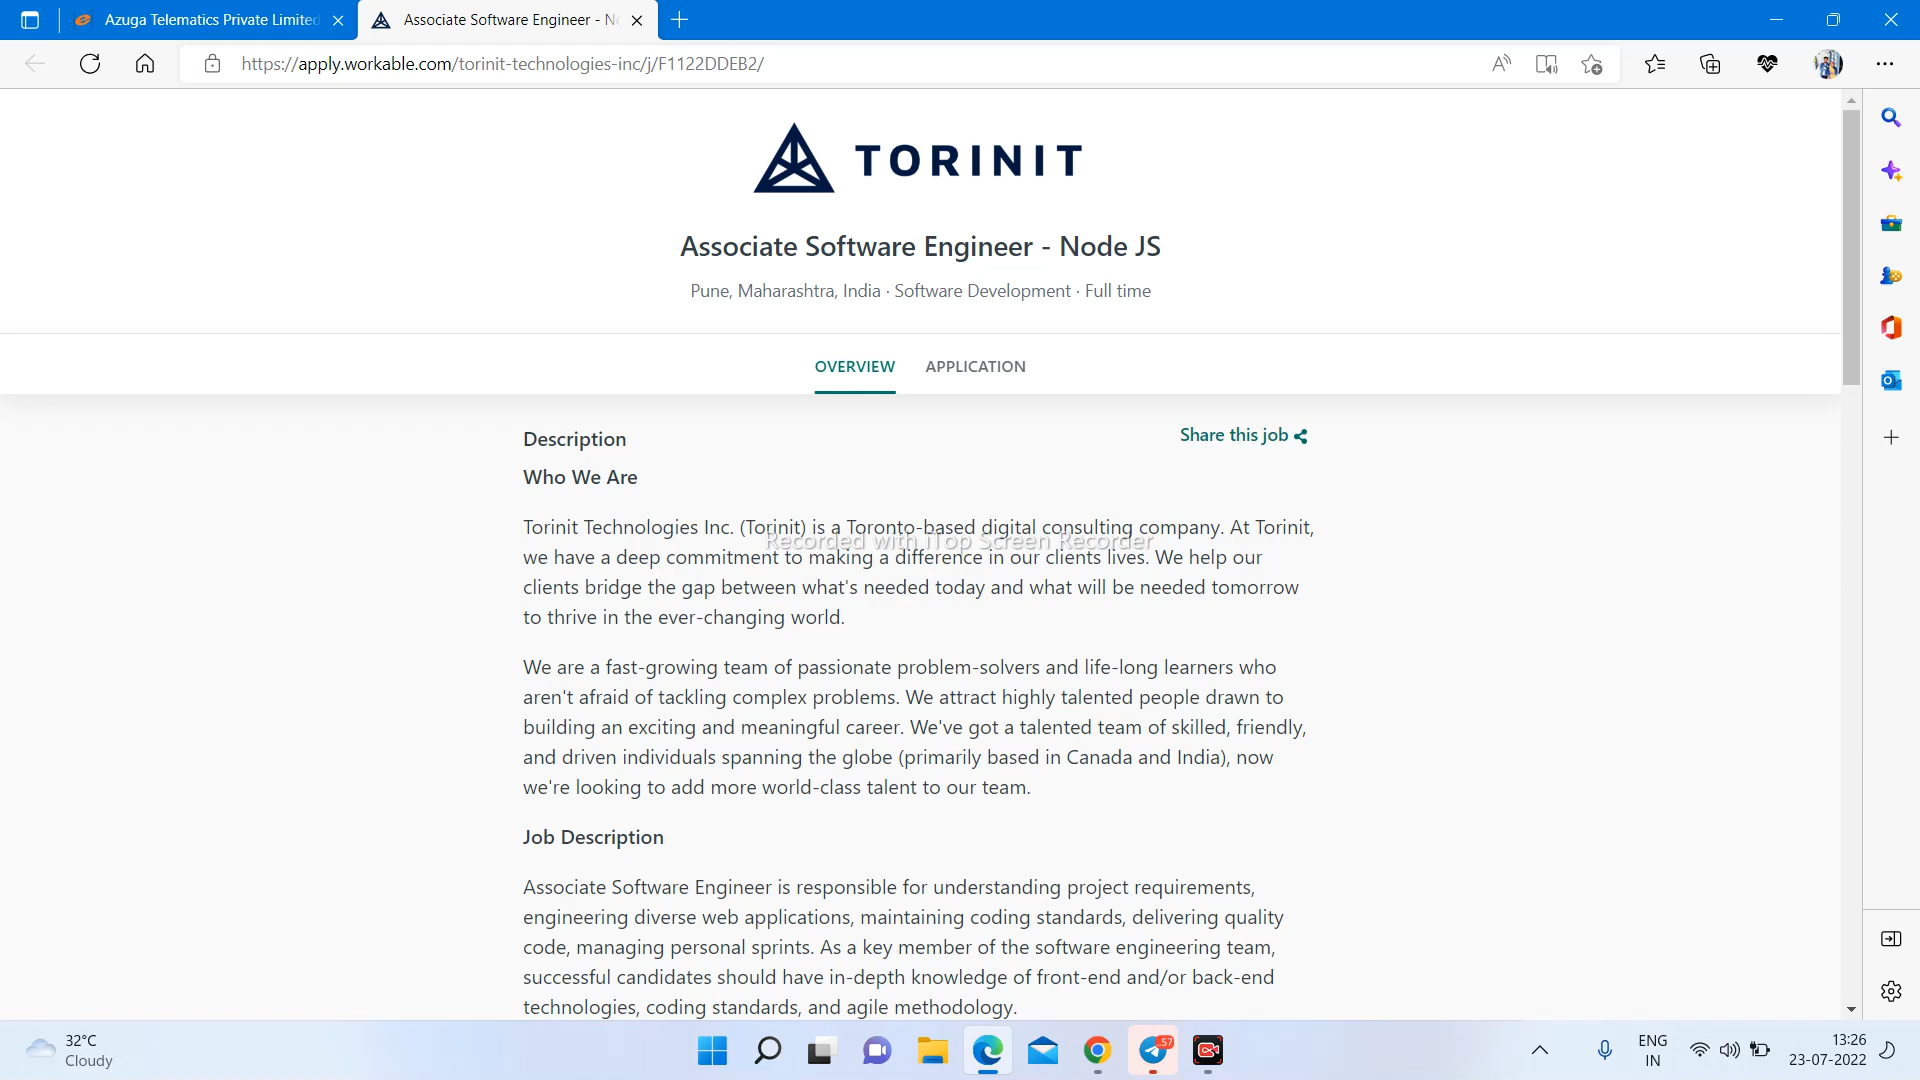 Azuga Telematics Private Limited
Associate Software Engineer - No
https://apply.workable.com/torinit-technologies-inc/j/F1122DDEB2/
TORINIT
Associate Software Engineer - Node JS
Pune, Maharashtra, India · Software Development · Full time
OVERVIEW
APPLICATION
Description
Share this job
Who We Are
Torinit Technologies Inc. (Torinit) is a Toronto-based digital consulting company. At Torinit,
Recorded with iTop Screen Recorder
we have a deep commitment to making a difference in our clients lives. We help our
clients bridge the gap between what's needed today and what will be needed tomorrow
to thrive in the ever-changing world.
We are a fast-growing team of passionate problem-solvers and life-long learners who
aren't afraid of tackling complex problems. We attract highly talented people drawn to
building an exciting and meaningful career. We've got a talented team of skilled, friendly,
and driven individuals spanning the globe (primarily based in Canada and India), now
we're looking to add more world-class talent to our team.
Job Description
Associate Software Engineer is responsible for understanding project requirements,
engineering diverse web applications, maintaining coding standards, delivering quality
code, managing personal sprints. As a key member of the software engineering team,
successful candidates should have in-depth knowledge of front-end and/or back-end
technologies, coding standards, and agile methodology.
32°C
Cloudy
57
ENG
IN
13:26
23-07-2022